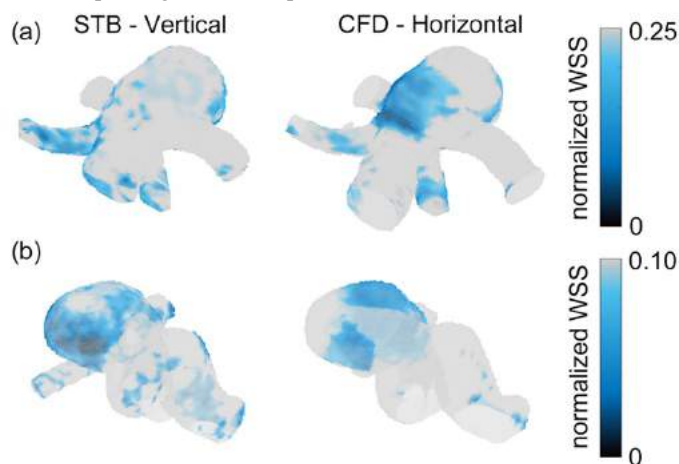 STB - Vertical CFD - Horizontal
(a)
0.25
normalized WSS
0
(b)
0.10
normalized WSS
0